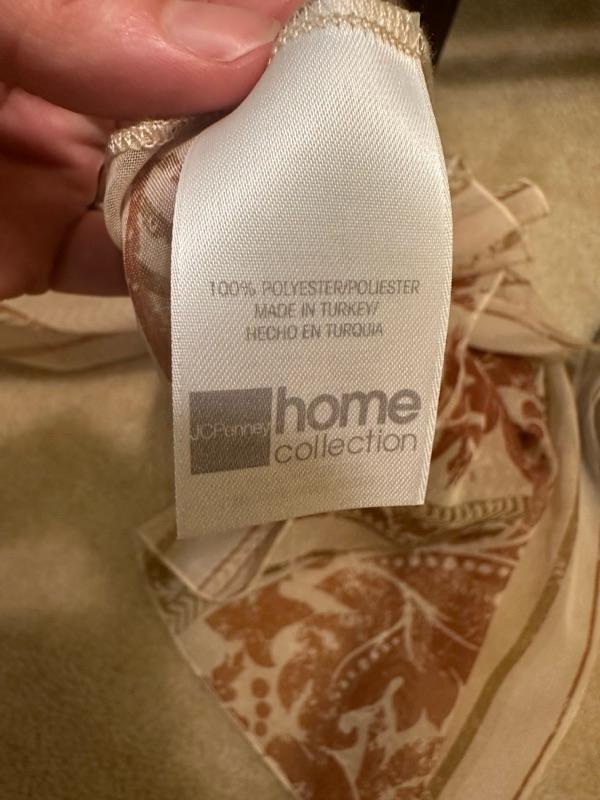 100% POLYESTER/POLIESTER
MADE IN TURKEY/
HECHO EN TURQUIA
JCPenney home
collection